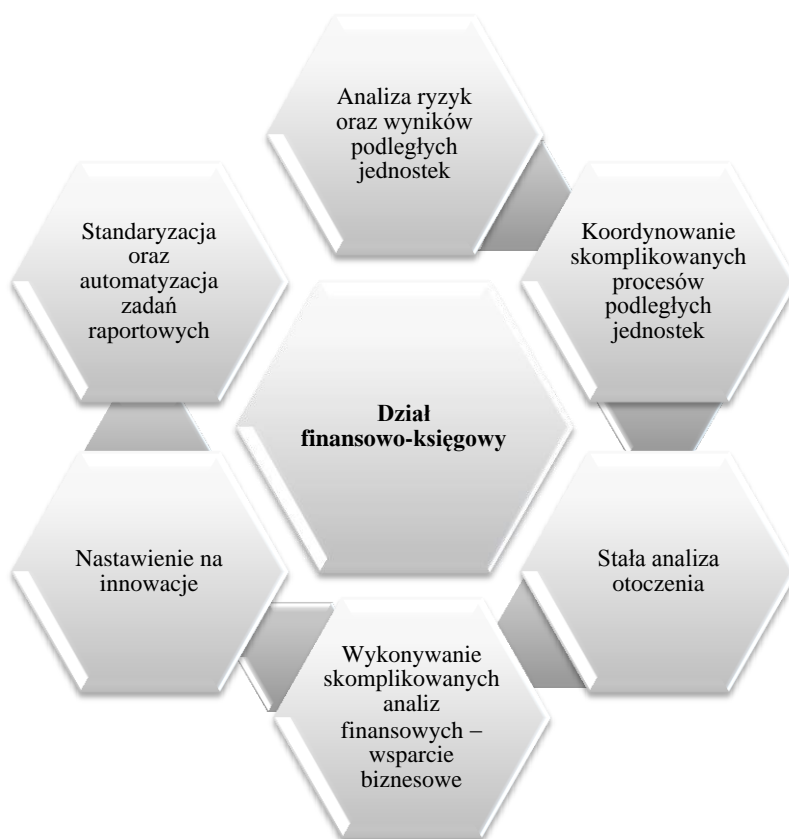 Analiza ryzyk
oraz wyników
podległych
jednostek
Standaryzacja
oraz
automatyzacja
zadań
raportowych
Koordynowanie
skomplikowanych
procesów
podległych
jednostek
Dział
finansowo-księgowy
Nastawienie na
innowacje
Stała analiza
otoczenia
Wykonywanie
skomplikowanych
analiz
finansowych –
wsparcie
biznesowe